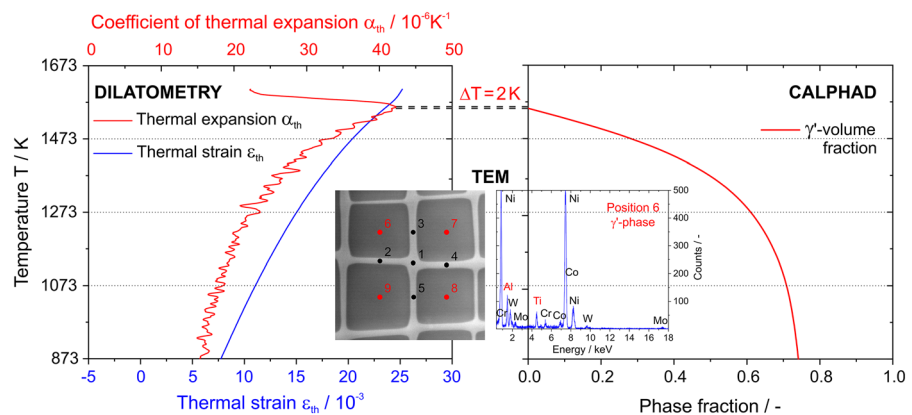 Coefficient of thermal expansion αth / 10-6K-1
0 10 20 30 40 50
1673
1473
1273
1073
873
Temperature T / K
DILATOMETRY
Thermal expansion αth
Thermal strain εth
ΔT = 2 K
CALPHAD
γ'-volume
fraction
TEM
6 3 7
2 1 4
9 5 8
Ni
Ni
Position 6
γ'-phase
500
400
300
200
100
Counts / -
Co
Al
W
Cr
Mo
Ti
Cr
Co
Ni
W
Mo
2 4 6 8 10 12 14 16 18
Energy / keV
-5 0 5 10 15 20 25 30
Thermal strain εth / 10-3
0.0 0.2 0.4 0.6 0.8 1.0
Phase fraction / -